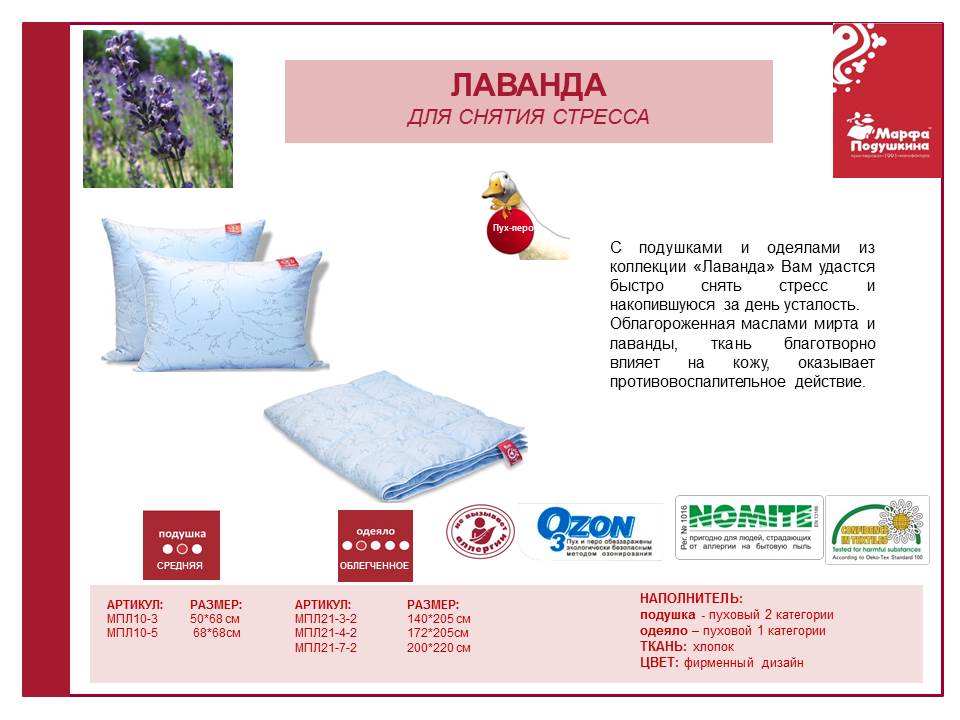 ЛАВАНДА
ДЛЯ СНЯТИЯ СТРЕССА
Марфа
Подушкина
Пух-перо
С подушками и одеялами из
коллекции «Лаванда» Вам удастся
быстро снять стресс и
накопившуюся за день усталость.
Облагороженная маслами мирта и
лаванды, ткань благотворно
влияет на кожу, оказывает
противовоспалительное действие.
подушка
СРЕДНЯЯ
одеяло
ОБЛЕГЧЕННОЕ
не вызывает
аллергии
OZON
3
Пух и перо обеззаражены
экологически безопасным
методом озонирования
Рег. № 1016
NOMITE
EN 13186
пригодно для людей, страдающих
от аллергии на бытовую пыль
CONFIDENCE
IN TEXTILES
Tested for harmful substances
According to Oeko-Tex Standard 100
АРТИКУЛ: РАЗМЕР:
МПЛ10-3 50*68 см
МПЛ10-5 68*68см
АРТИКУЛ: РАЗМЕР:
МПЛ21-3-2 140*205 см
МПЛ21-4-2 172*205см
МПЛ21-7-2 200*220 см
НАПОЛНИТЕЛЬ:
подушка - пуховый 2 категории
одеяло – пуховой 1 категории
ТКАНЬ: хлопок
ЦВЕТ: фирменный дизайн